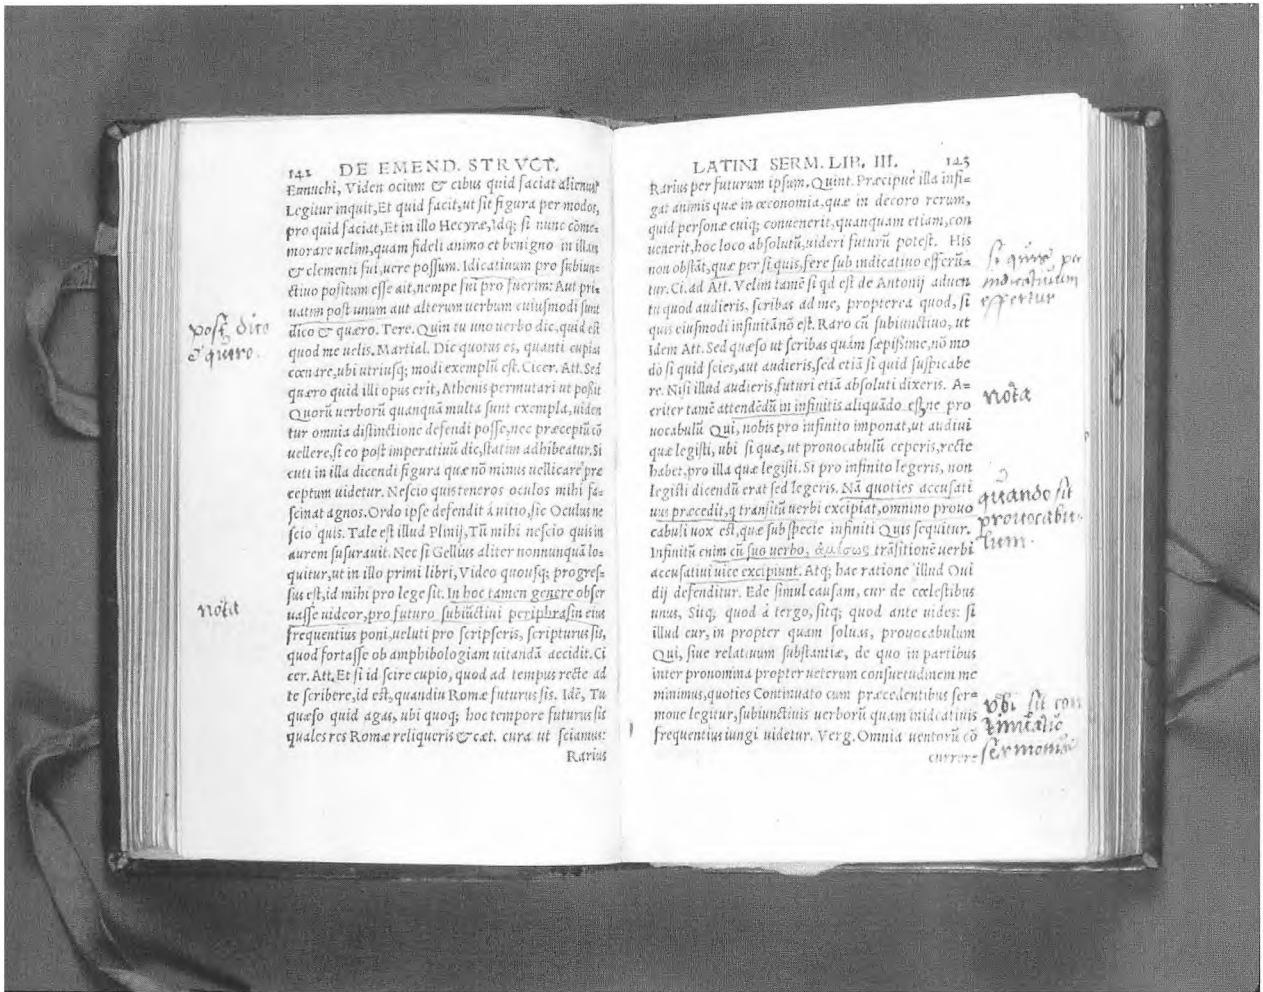 142 DE EMEND. STRVCT.
Eunuchi, Viden ocium & cibus quid faciat alienus?
Legitur inquit,Et quid facit,ut sit figura per modos,
pro quid faciat,Et in illo Hecyræ,Idq; si nunc cōme-
morare uelim,quam fideli animo et benigno in illam
& clementi fui,uere possum. Idicatiuum pro subiun-
ctiuo positum esse ait,nempe fui pro fuerim: Aut pri-
uatim post unum aut alterum uerbum cuiusmodi sunt
dico & quæro. Tere. Quin tu uno uerbo dic,quid est
quod me uelis. Martial. Dic quotus es, quanti cupias
cœnare,ubi utriusq; modi exemplū est. Cicer. Att. Sed
quæro quid illi opus erit, Athenis permutari ut possit
Quorū uerborū quanquā multa sunt exempla,uiden
tur omnia distinctione defendi posse,nec præceptū cō
uellere,si eo post imperatiuū dic,statim adhibeatur. Si
cuti in illa dicendi figura quæ nō minus uellicare præ
ceptum uidetur. Nescio quis teneros oculos mihi fa-
scinat agnos. Ordo ipse defendit à uitio,sic Oculus ne
scio quis. Tale est illud Plinij,Tū mihi nescio quis in
aurem susurauit. Nec si Gellius aliter nonnunquā lo-
quitur,ut in illo primi libri,Video quousq; progres-
sus est,id mihi pro lege sit. In hoc tamen genere obser
uasse uideor,pro futuro subiūctiui periphrasin eius
frequentius poni,ueluti pro scripseris, scripturus sis,
quod fortasse ob amphibologiam uitandā accidit. Ci
cer. Att. Et si id scire cupio, quod ad tempus recte ad
te scribere,id est,quandiu Romæ futurus sis. Idē, Tu
quæso quid agas, ubi quoq; hoc tempore futurus sis
quales res Romæ reliqueris & cæt. cura ut sciamus:
Rarius
post dico
& quęro.
nōta
LATINI SERM. LIB. III. 143
Rarius per futurum ipsum. Quint. Præcipuè illa infi-
gat animis quæ in œconomia,quæ in decoro rerum,
quid personæ cuiq; conuenerit,quanquam etiam,con
uenerit,hoc loco absolutū,uideri futurū potest. His
non obstāt,quæ per si quis,fere sub indicatiuo efferū-
tur. Ci. ad Att. Velim tamē si qd est de Antonij aduen
tu quod audieris, scribas ad me, propterea quod, si
quis eiusmodi infinitā nō est. Raro cū subiunctiuo, ut
Idem Att. Sed quæso ut scribas quàm sæpissime,nō mo
dò si quid scies,aut audieris,sed etiā si quid suspicabe
re. Nisi illud audieris,futuri etiā absoluti dixeris. A-
criter tamē attendēdū in infinitis aliquādo est,ne pro
uocabulū Qui, nobis pro infinito imponat,ut audiui
quæ legisti, ubi si quæ, ut prouocabulū ceperis,recte
habet,pro illa quæ legisti. Si pro infinito legeris, non
legisti dicendū erat sed legeris. Nā quoties accusati
uus præcedit,q transitū uerbi excipiat,omnino prouo
cabuli uox est,quæ sub specie infiniti Quis sequitur.
Infinitū enim cū suo uerbo, ἀμέσως trāsitionē uerbi
accusatiui uice excipiunt. Atq; hac ratione illud Oui
dij defenditur. Ede simul causam, cur de cœlestibus
unus, Sitq; quod à tergo,sitq; quod ante uides: si
illud cur, in propter quam soluas, prouocabulum
Qui, siue relatiuum substantiæ, de quo in partibus
inter pronomina propter ueterum consuetudinem me
minimus,quoties Continuato cum præcedentibus ser-
mone legitur,subiunctiuis uerborū quam inidcatiuis
frequentius iungi uidetur. Verg. Omnia uentorū cō
currere
si quis per
indicatiuum
effertur
nōta
quando sit
prouocabu-
lum.
vbi sit con
sermonis